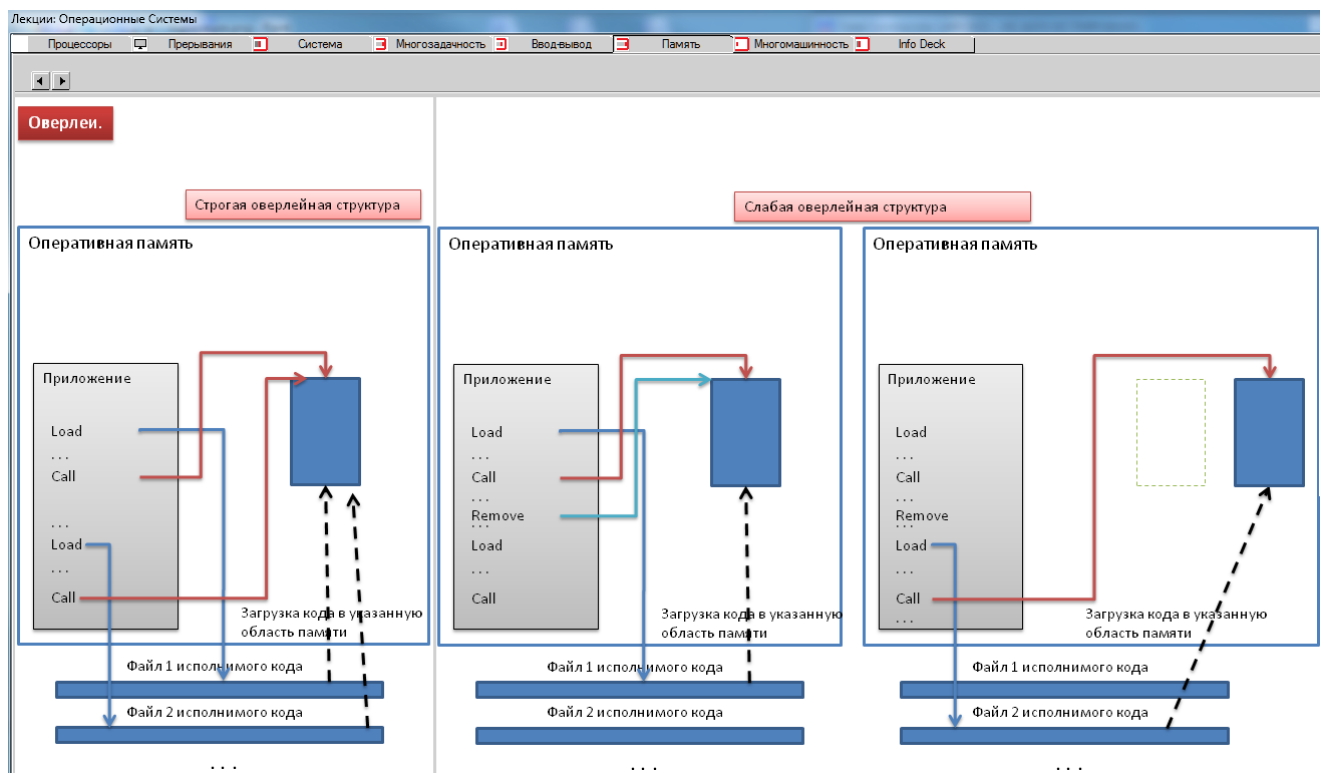 Лекции: Операционные Системы
Процессоры
Прерывания
Система
Многозадачность
Ввод-вывод
Память
Многомашинность
Info Deck
Оверлеи.
Строгая оверлейная структура
Слабая оверлейная структура
Оперативная память
Приложение
Load
...
Call
...
Load
...
Call
Загрузка кода в указанную
область памяти
Файл 1 исполнимого кода
Файл 2 исполнимого кода
...
Оперативная память
Приложение
Load
...
Call
...
Remove
...
Load
...
Call
Загрузка кода в указанную
область памяти
Файл 1 исполнимого кода
Файл 2 исполнимого кода
...
Оперативная память
Приложение
Load
...
Call
...
Remove
...
Load
...
Call
...
Загрузка кода в указанную
область памяти
Файл 1 исполнимого кода
Файл 2 исполнимого кода
...